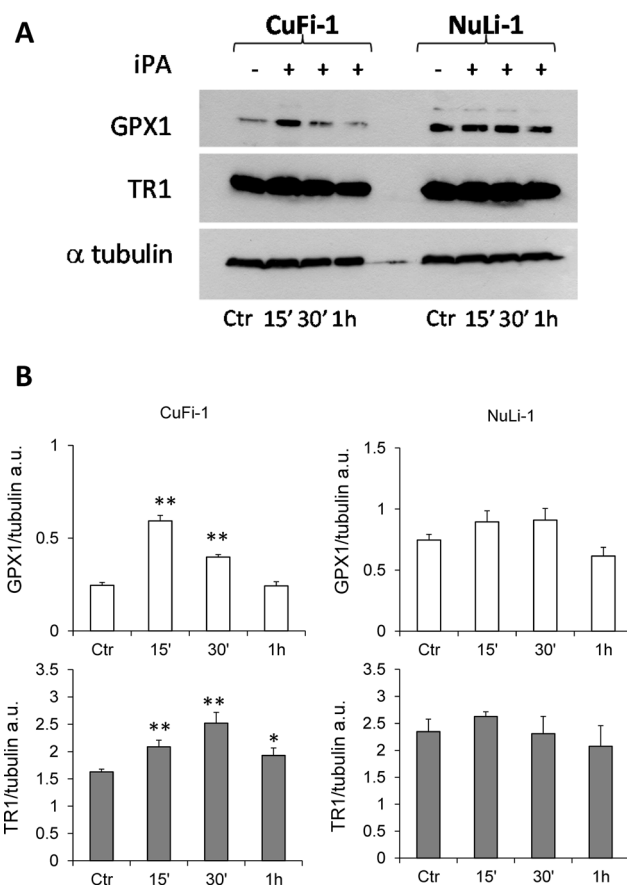 A
CuFi-1 NuLi-1
iPA - + + + - + + +
GPX1
TR1
α tubulin
Ctr 15' 30' 1h Ctr 15' 30' 1h
B
CuFi-1 NuLi-1
GPX1/tubulin a.u.
1
0.5
0
** **
Ctr 15' 30' 1h
GPX1/tubulin a.u.
1.5
1
0.5
0
Ctr 15' 30' 1h
TR1/tubulin a.u.
3.5
3
2.5
2
1.5
1
0.5
0
** ** *
Ctr 15' 30' 1h
TR1/tubulin a.u.
3.5
3
2.5
2
1.5
1
0.5
0
Ctr 15' 30' 1h